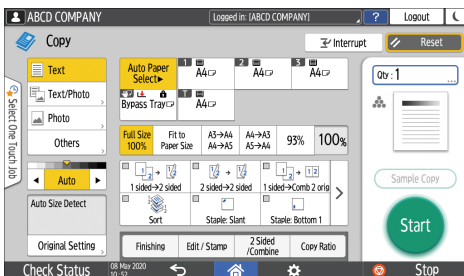 ABCD COMPANY
Logged in: [ABCD COMPANY]
?
Logout
Copy
Interrupt
Reset
Select One Touch Job
Text
Text/Photo
Photo
Others
Auto
Auto Size Detect
Original Setting
Auto Paper
Select►
1
A4
2
A4
3
A4
Bypass Tray
T
A4
Full Size
100%
Fit to
Paper Size
A3→A4
A4→A5
A4→A3
A5→A4
93%
100%
1 sided→2 sided
2 sided→2 sided
1 sided→Comb 2 orig
Sort
Staple: Slant
Staple: Bottom 1
Finishing
Edit / Stamp
2 Sided
/Combine
Copy Ratio
Qty : 1
...
Sample Copy
Start
Check Status
08 May 2020
10:52
Stop